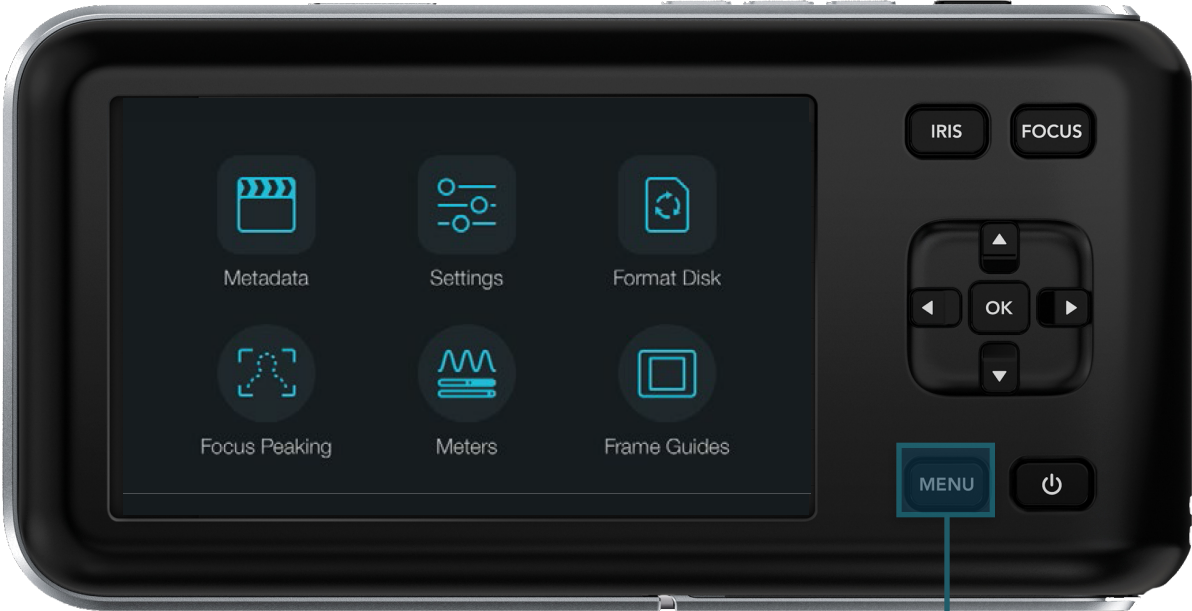 IRIS FOCUS
Metadata Settings Format Disk
OK
Focus Peaking Meters Frame Guides
MENU